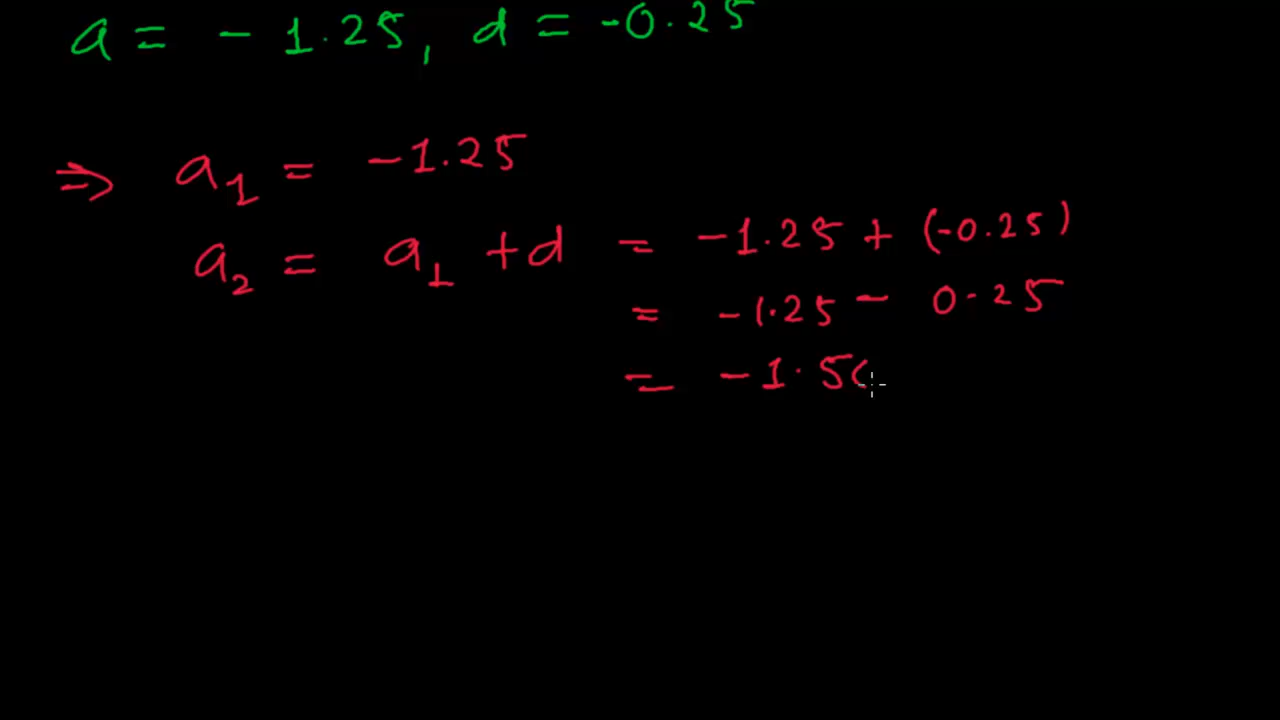 a = - 1.25, d = -0.25
⇒ a₁ = -1.25
a₂ = a₁ + d = -1.25 + (-0.25)
= -1.25 - 0.25
= -1.5